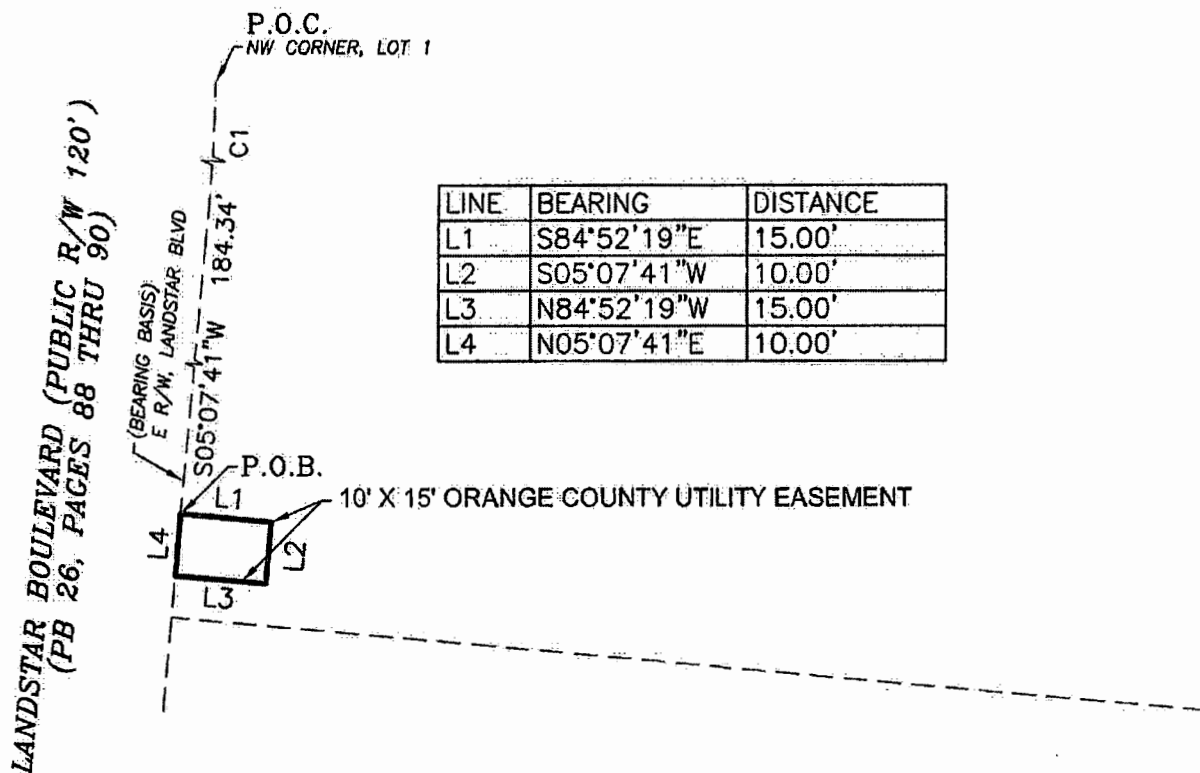 P.O.C.
NW CORNER, LOT 1
LANDSTAR BOULEVARD (PUBLIC R/W 120')
(PB 26, PAGES 88 THRU 90)
(BEARING BASIS)
E R/W, LANDSTAR BLVD
S05°07'41"W 184.34'
C1
LINE BEARING DISTANCE
L1 S84°52'19"E 15.00'
L2 S05°07'41"W 10.00'
L3 N84°52'19"W 15.00'
L4 N05°07'41"E 10.00'
P.O.B.
L1
10' X 15' ORANGE COUNTY UTILITY EASEMENT
L4
L2
L3